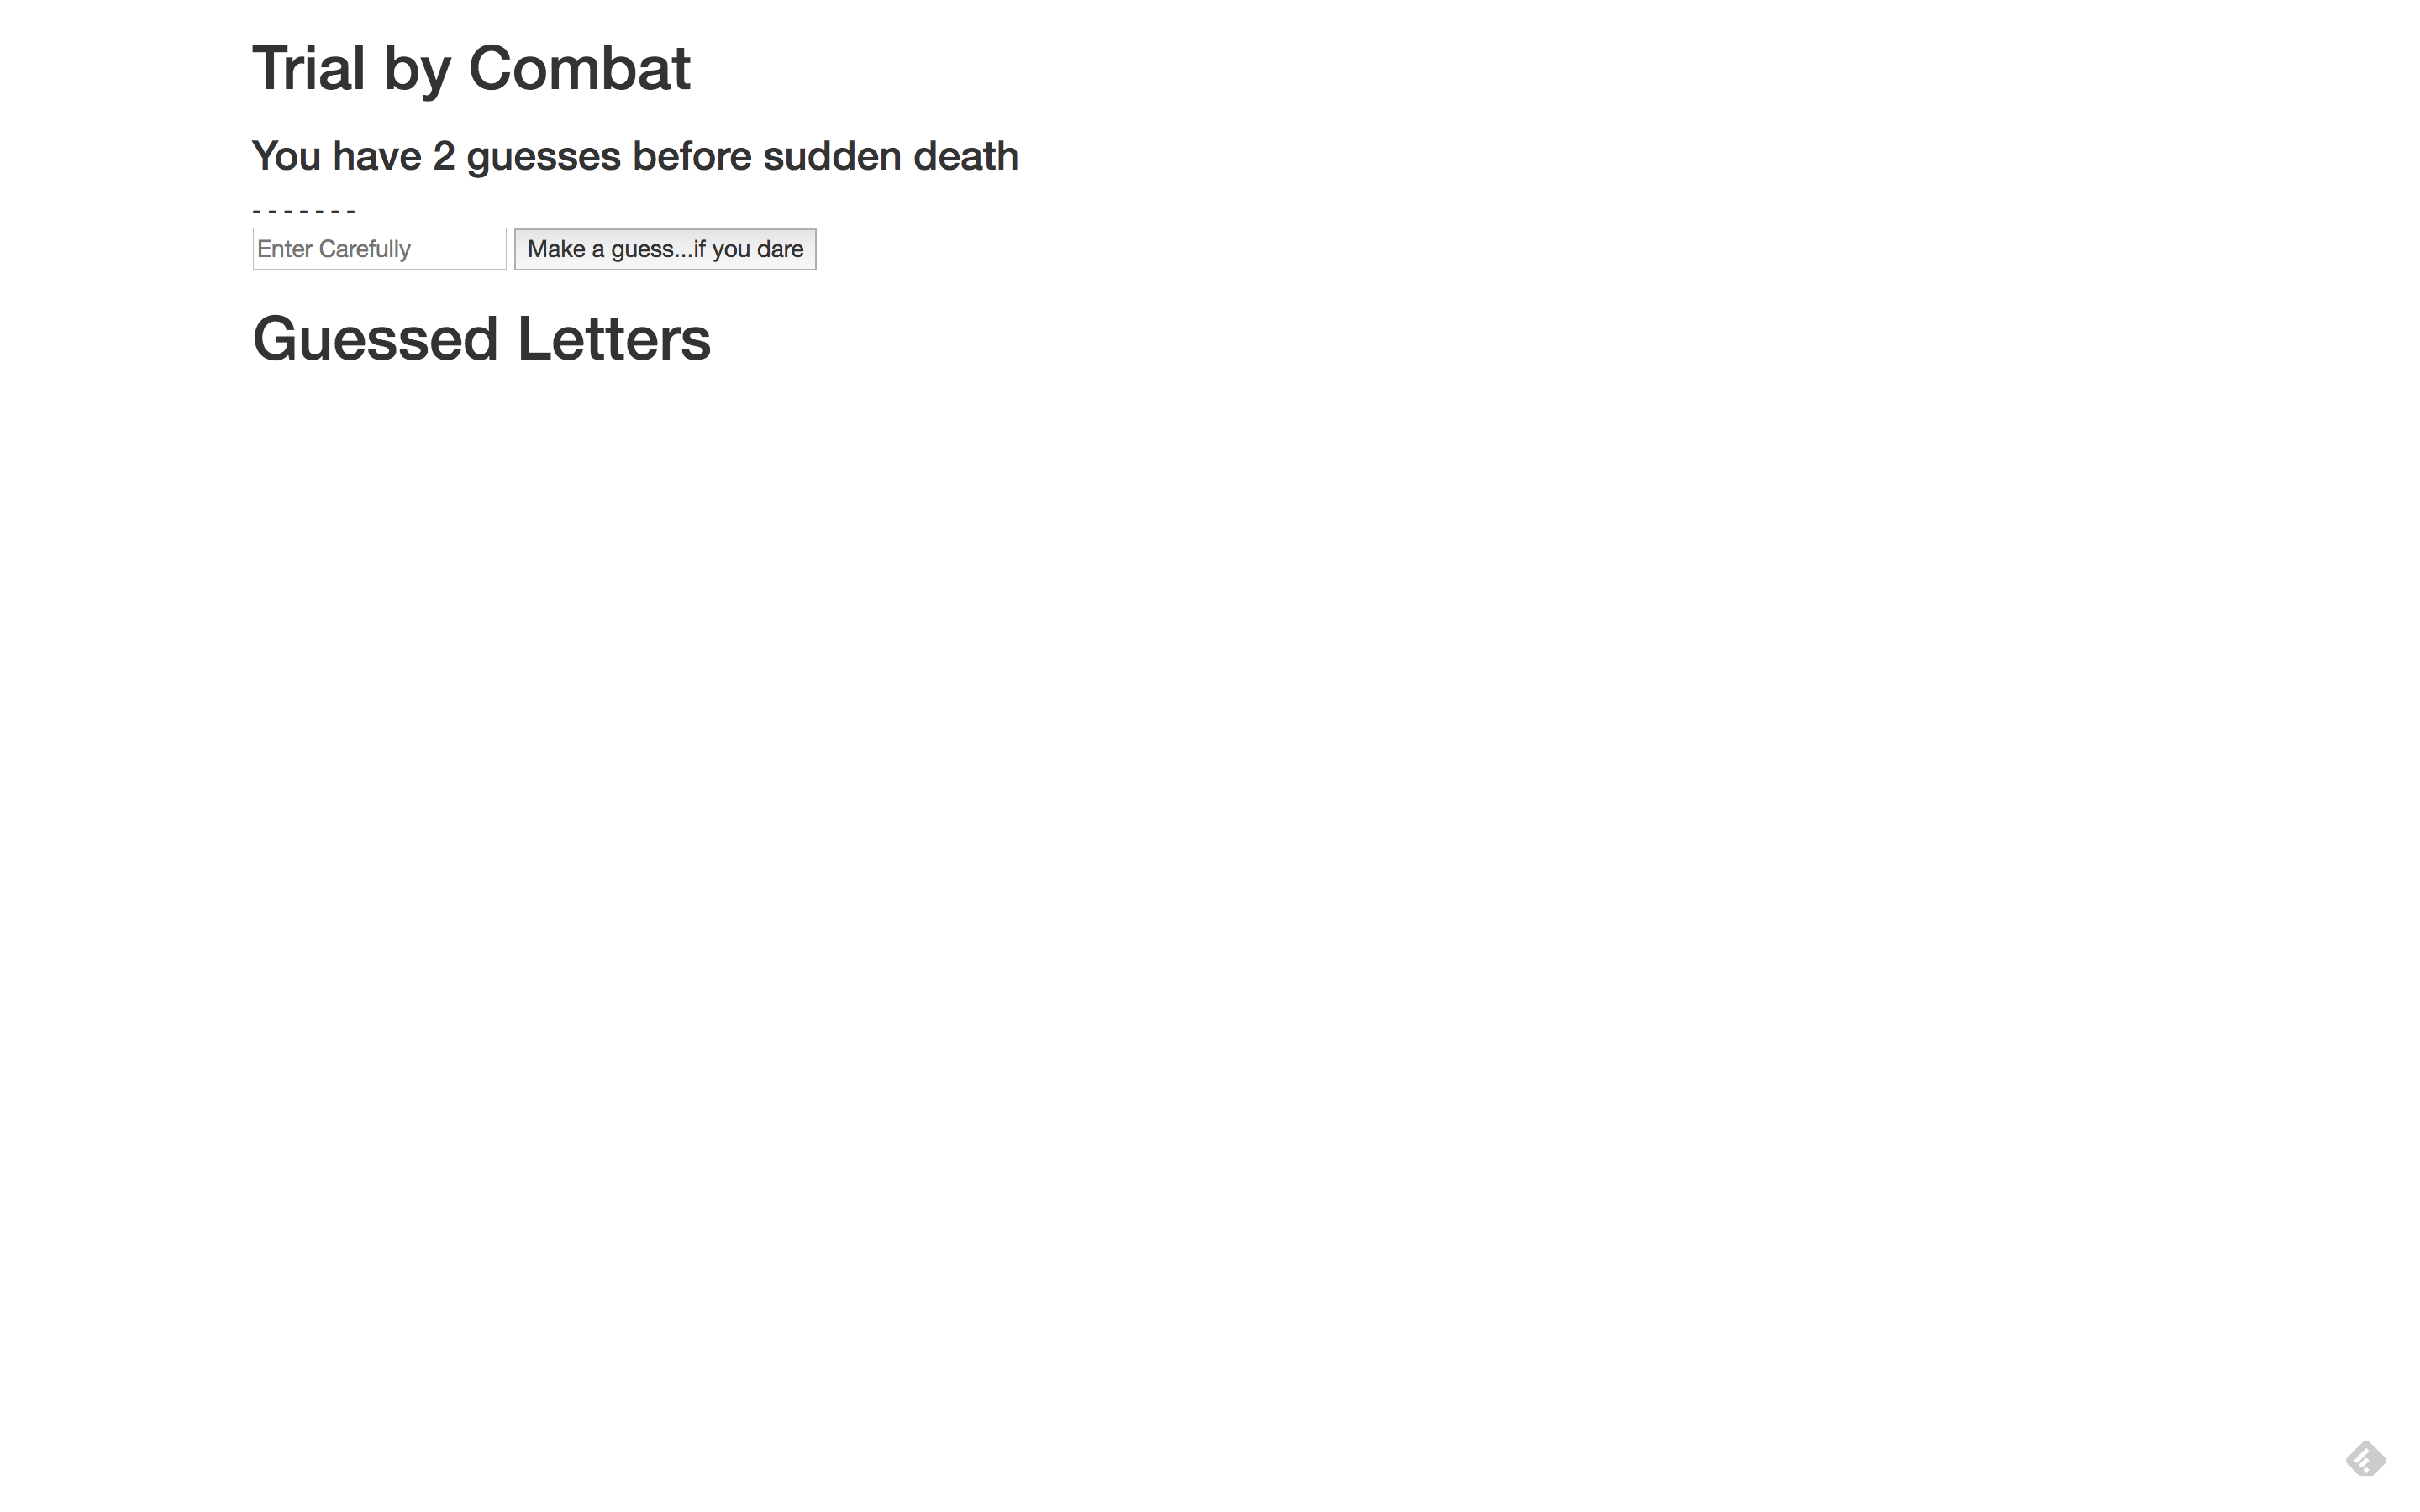 Trial by Combat
You have 2 guesses before sudden death
- - - - - - -
Enter Carefully Make a guess...if you dare
Guessed Letters